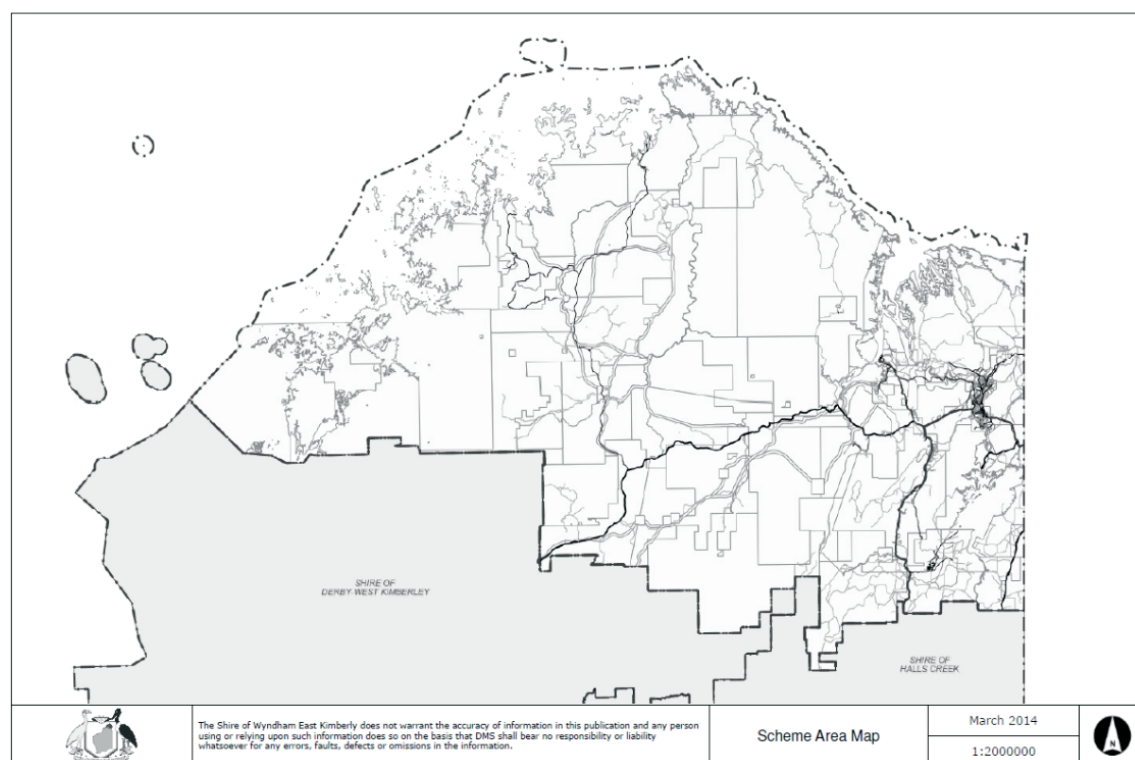 SHIRE OF
DERBY-WEST KIMBERLEY
SHIRE OF
HALLS CREEK
The Shire of Wyndham East Kimberly does not warrant the accuracy of information in this publication and any person
using or relying upon such information does so on the basis that DMS shall bear no responsibility or liability
whatsoever for any errors, faults, defects or omissions in the information.
Scheme Area Map
March 2014
1:2000000
N